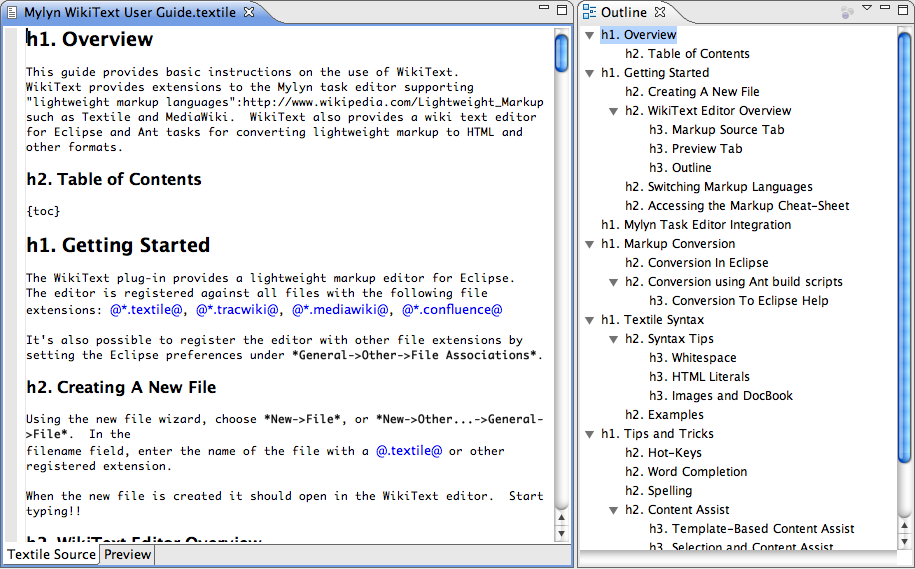 Mylyn WikiText User Guide.textile
h1. Overview
This guide provides basic instructions on the use of WikiText.
WikiText provides extensions to the Mylyn task editor supporting
"lightweight markup languages":http://www.wikipedia.com/Lightweight_Markup
such as Textile and MediaWiki.  WikiText also provides a wiki text editor
for Eclipse and Ant tasks for converting lightweight markup to HTML and
other formats.
h2. Table of Contents
{toc}
h1. Getting Started
The WikiText plug-in provides a lightweight markup editor for Eclipse.
The editor is registered against all files with the following file
extensions: @*.textile@, @*.tracwiki@, @*.mediawiki@, @*.confluence@
It's also possible to register the editor with other file extensions by
setting the Eclipse preferences under *General->Other->File Associations*.
h2. Creating A New File
Using the new file wizard, choose *New->File*, or *New->Other...->General-
>File*.  In the
filename field, enter the name of the file with a @.textile@ or other
registered extension.
When the new file is created it should open in the WikiText editor.  Start
typing!!
h2. WikiText Editor Overview
Textile Source
Preview
Outline
h1. Overview
h2. Table of Contents
h1. Getting Started
h2. Creating A New File
h2. WikiText Editor Overview
h3. Markup Source Tab
h3. Preview Tab
h3. Outline
h2. Switching Markup Languages
h2. Accessing the Markup Cheat-Sheet
h1. Mylyn Task Editor Integration
h1. Markup Conversion
h2. Conversion In Eclipse
h2. Conversion using Ant build scripts
h3. Conversion To Eclipse Help
h1. Textile Syntax
h2. Syntax Tips
h3. Whitespace
h3. HTML Literals
h3. Images and DocBook
h2. Examples
h1. Tips and Tricks
h2. Hot-Keys
h2. Word Completion
h2. Spelling
h2. Content Assist
h3. Template-Based Content Assist
h3. Selection and Content Assist